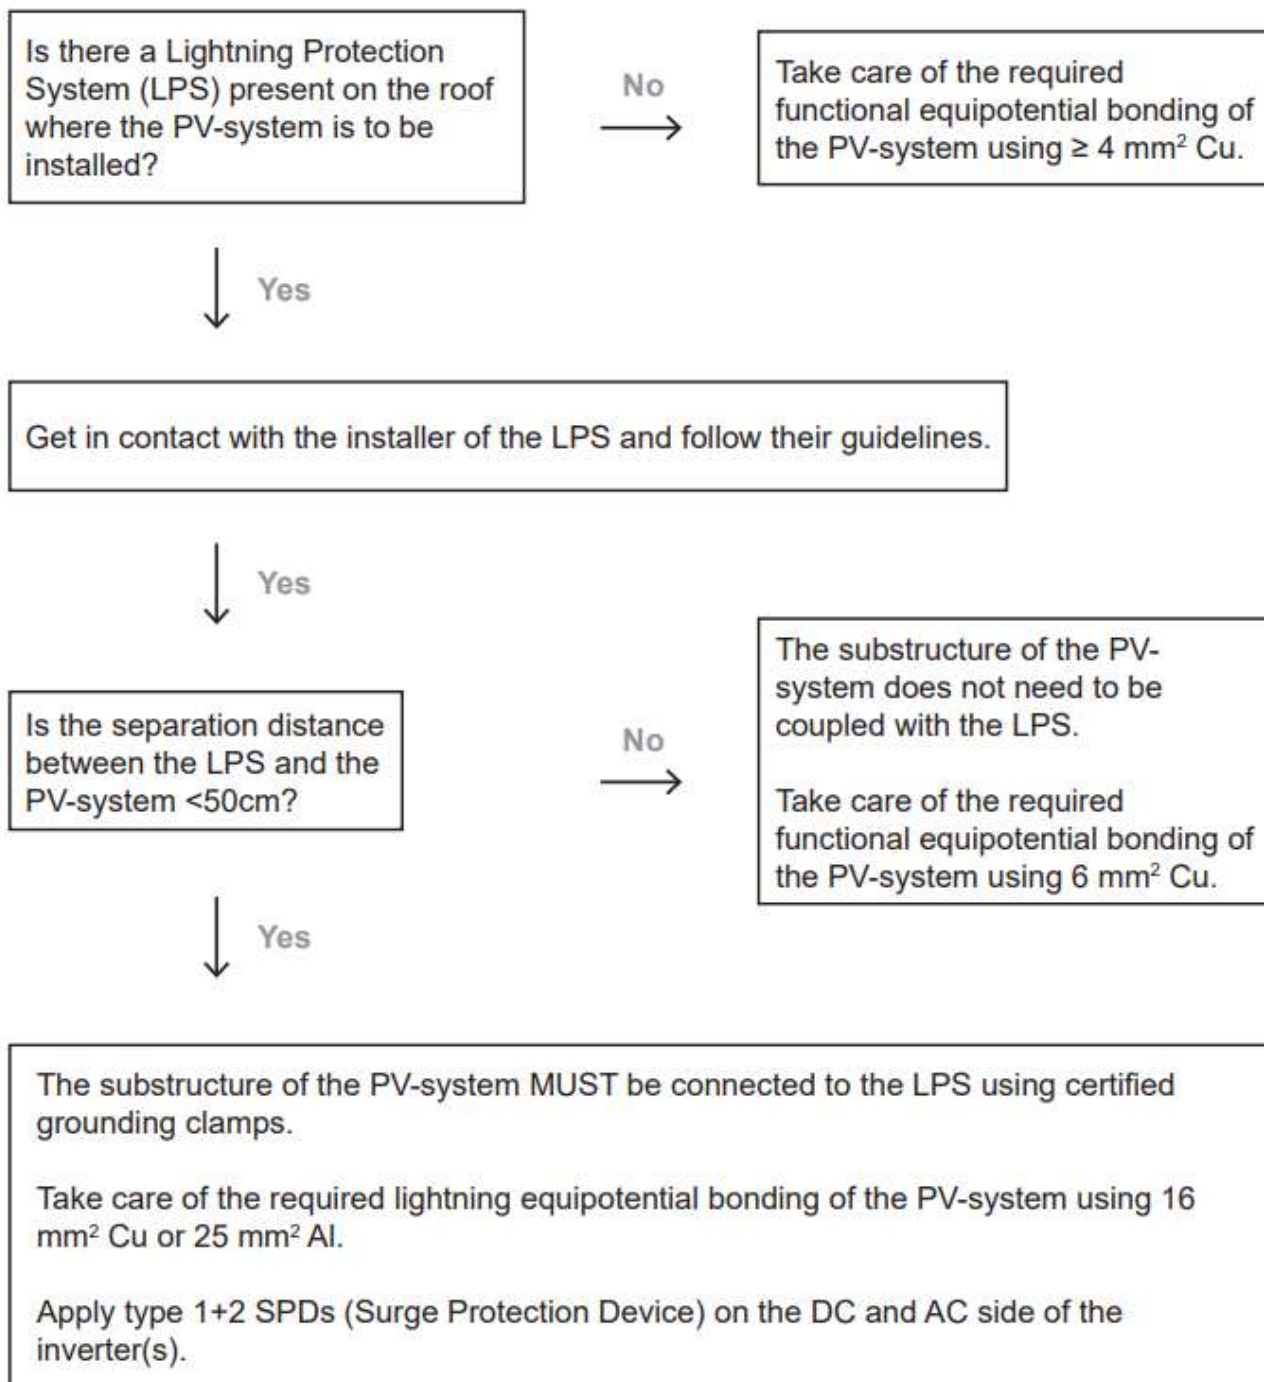 Is there a Lightning Protection
System (LPS) present on the roof
where the PV-system is to be
installed?
No
Take care of the required
functional equipotential bonding of
the PV-system using ≥ 4 mm² Cu.
Yes
Get in contact with the installer of the LPS and follow their guidelines.
Yes
Is the separation distance
between the LPS and the
PV-system <50cm?
No
The substructure of the PV-
system does not need to be
coupled with the LPS.
Take care of the required
functional equipotential bonding of
the PV-system using 6 mm² Cu.
Yes
The substructure of the PV-system MUST be connected to the LPS using certified
grounding clamps.
Take care of the required lightning equipotential bonding of the PV-system using 16
mm² Cu or 25 mm² Al.
Apply type 1+2 SPDs (Surge Protection Device) on the DC and AC side of the
inverter(s).